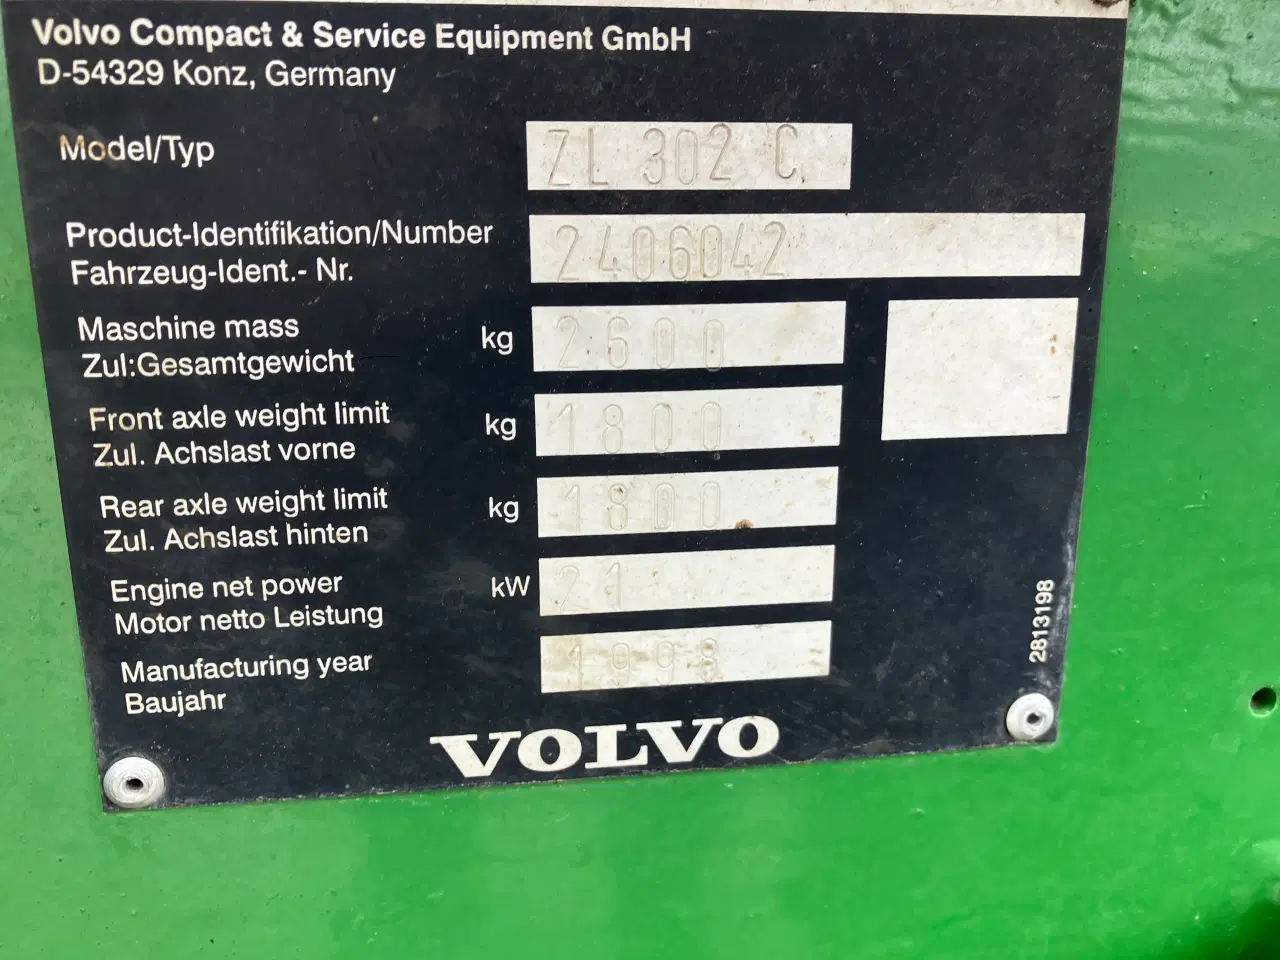 Volvo Compact & Service Equipment GmbH
D-54329 Konz, Germany
Model/Typ ZL 302 C
Product-Identifikation/Number 2406042
Fahrzeug-Ident.- Nr.
Maschine mass kg 2600
Zul:Gesamtgewicht
Front axle weight limit kg 1800
Zul. Achslast vorne
Rear axle weight limit kg 1800
Zul. Achslast hinten
Engine net power kW 21
Motor netto Leistung
Manufacturing year 1998
Baujahr
2813198
VOLVO